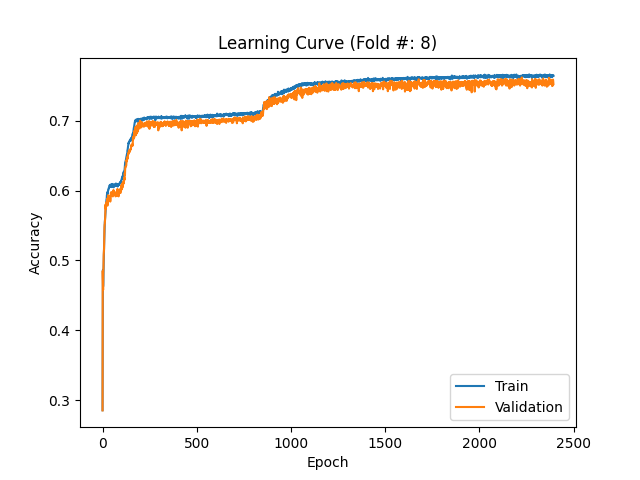 Learning Curve (Fold #: 8)
Accuracy
0.7
0.6
0.5
0.4
0.3
0
500
1000
1500
2000
2500
Epoch
Train
Validation